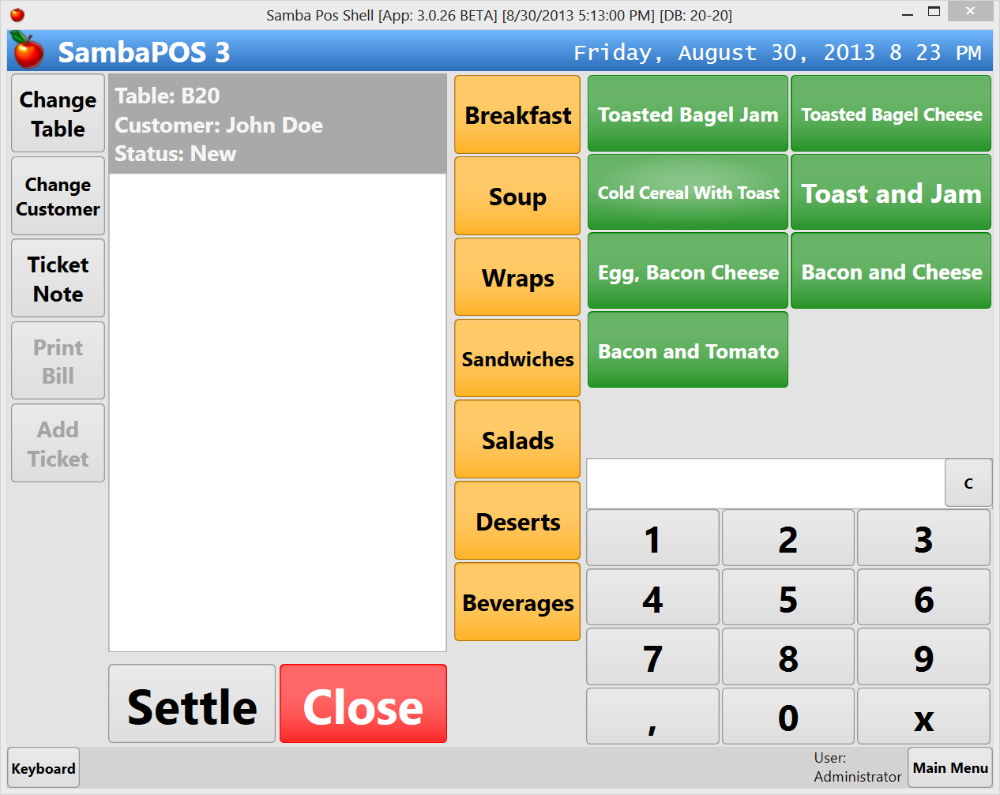 Samba Pos Shell [App: 3.0.26 BETA] [8/30/2013 5:13:00 PM] [DB: 20-20]
SambaPOS 3
Friday, August 30, 2013 8 23 PM
Change
Table
Change
Customer
Ticket
Note
Print
Bill
Add
Ticket
Table: B20
Customer: John Doe
Status: New
Settle
Close
Breakfast
Soup
Wraps
Sandwiches
Salads
Deserts
Beverages
Toasted Bagel Jam
Toasted Bagel Cheese
Cold Cereal With Toast
Toast and Jam
Egg, Bacon Cheese
Bacon and Cheese
Bacon and Tomato
C
1
2
3
4
5
6
7
8
9
,
0
x
Keyboard
User:
Administrator
Main Menu